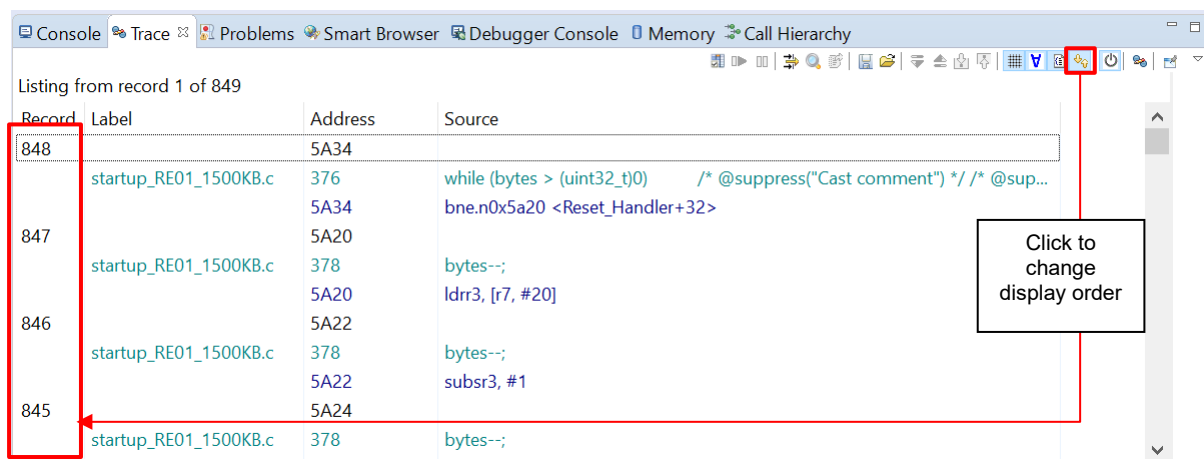 Console Trace Problems Smart Browser Debugger Console Memory Call Hierarchy
Listing from record 1 of 849
Record Label Address Source
848 5A34
startup_RE01_1500KB.c 376 while (bytes > (uint32_t)0) /* @suppress("Cast comment") */ /* @sup...
5A34 bne.n0x5a20 <Reset_Handler+32>
847 5A20
startup_RE01_1500KB.c 378 bytes--;
5A20 ldrr3, [r7, #20]
846 5A22
startup_RE01_1500KB.c 378 bytes--;
5A22 subsr3, #1
845 5A24
startup_RE01_1500KB.c 378 bytes--;
Click to
change
display order